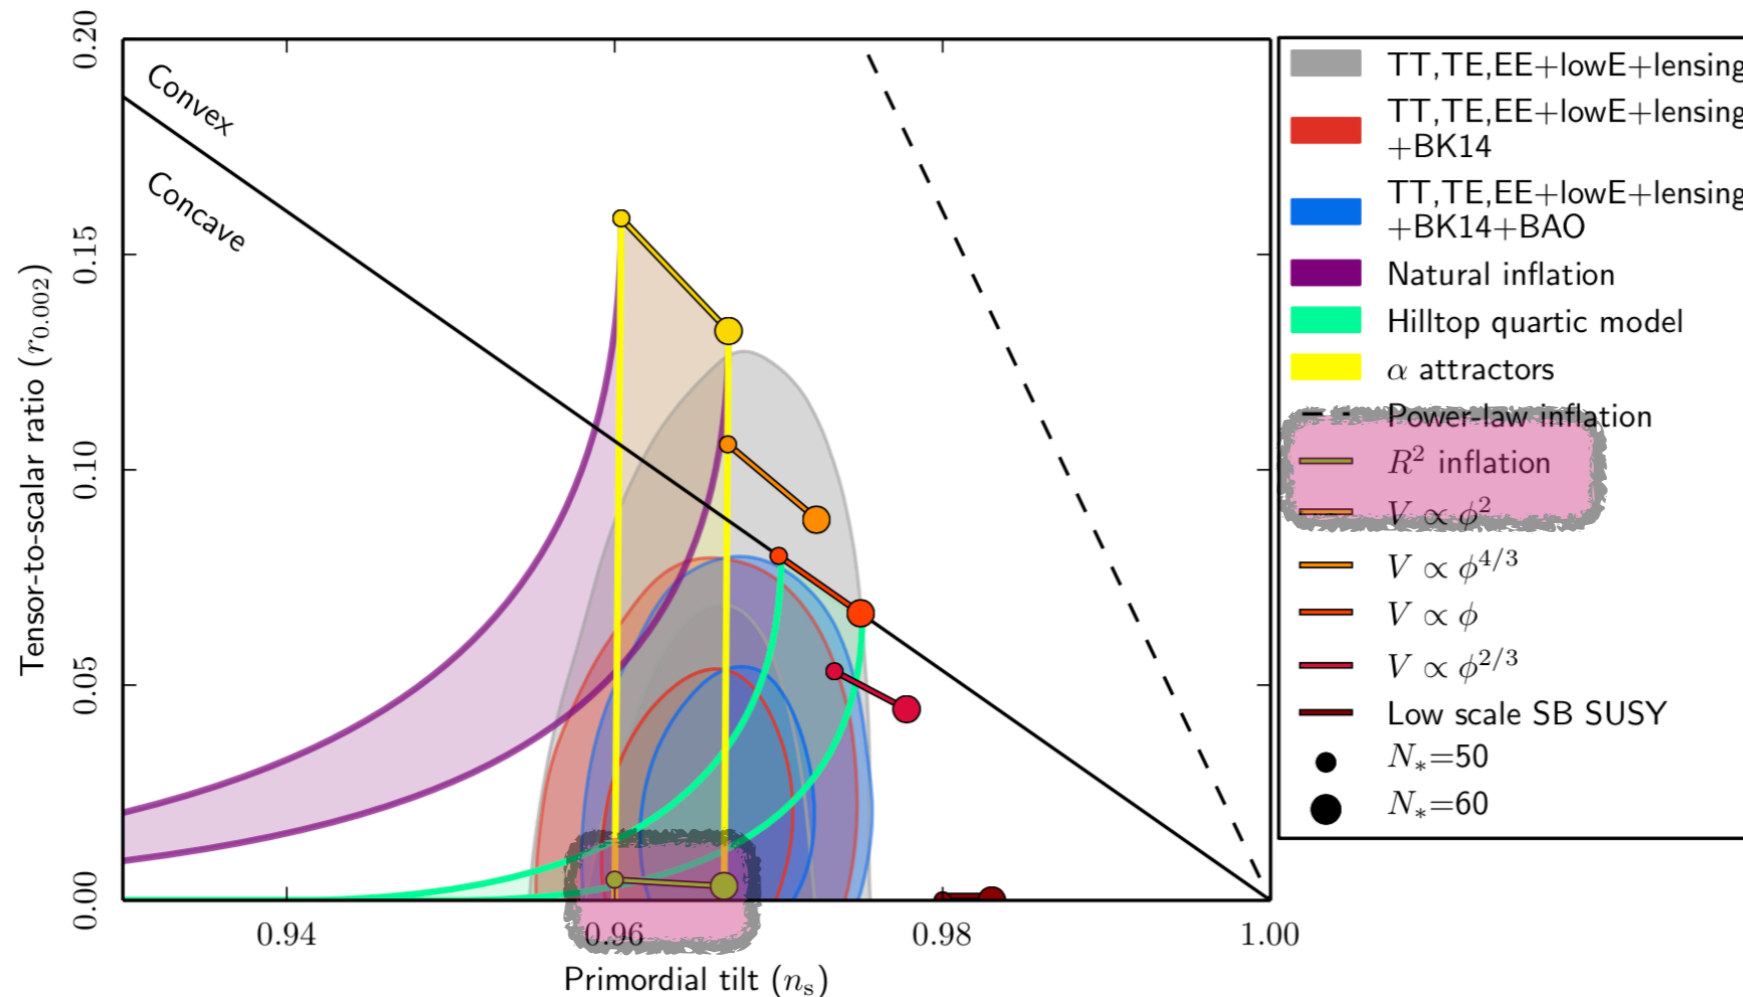 0.20
0.15
0.10
0.05
0.00
Tensor-to-scalar ratio (r₀.₀₀₂)
Convex
Concave
0.94
0.96
0.98
1.00
Primordial tilt (nₛ)
TT,TE,EE+lowE+lensing
TT,TE,EE+lowE+lensing
+BK14
TT,TE,EE+lowE+lensing
+BK14+BAO
Natural inflation
Hilltop quartic model
α attractors
Power-law inflation
R² inflation
V ∝ ϕ²
V ∝ ϕ^{4/3}
V ∝ ϕ
V ∝ ϕ^{2/3}
Low scale SB SUSY
N∗=50
N∗=60